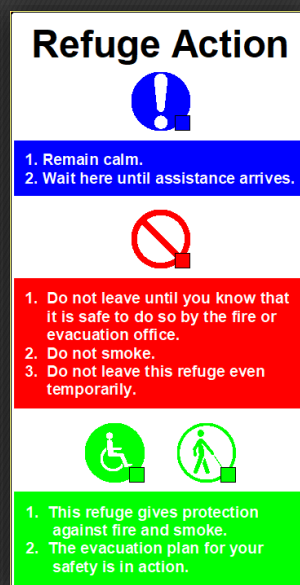 Refuge Action
1. Remain calm.
2. Wait here until assistance arrives.
1. Do not leave until you know that
it is safe to do so by the fire or
evacuation office.
2. Do not smoke.
3. Do not leave this refuge even
temporarily.
1. This refuge gives protection
against fire and smoke.
2. The evacuation plan for your
safety is in action.